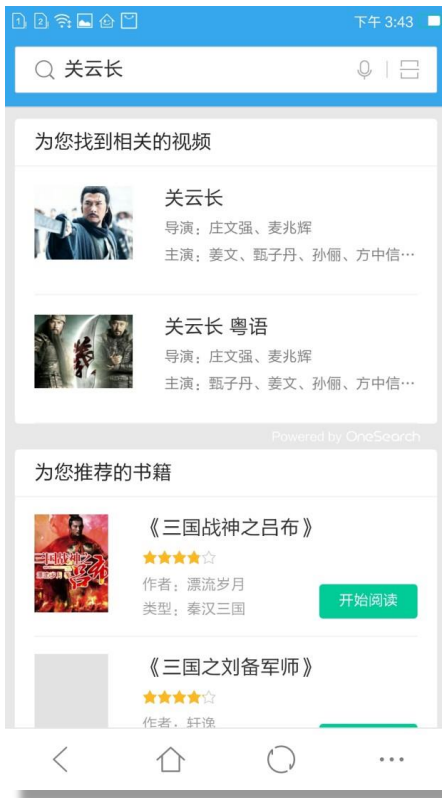 下午 3:43
关云长
为您找到相关的视频
关云长
导演：庄文强、麦兆辉
主演：姜文、甄子丹、孙俪、方中信…
关云长 粤语
导演：庄文强、麦兆辉
主演：甄子丹、姜文、孙俪、方中信…
Powered by OneSearch
为您推荐的书籍
《三国战神之吕布》
作者：漂流岁月
类型：秦汉三国
开始阅读
《三国之刘备军师》
作者：轩逸